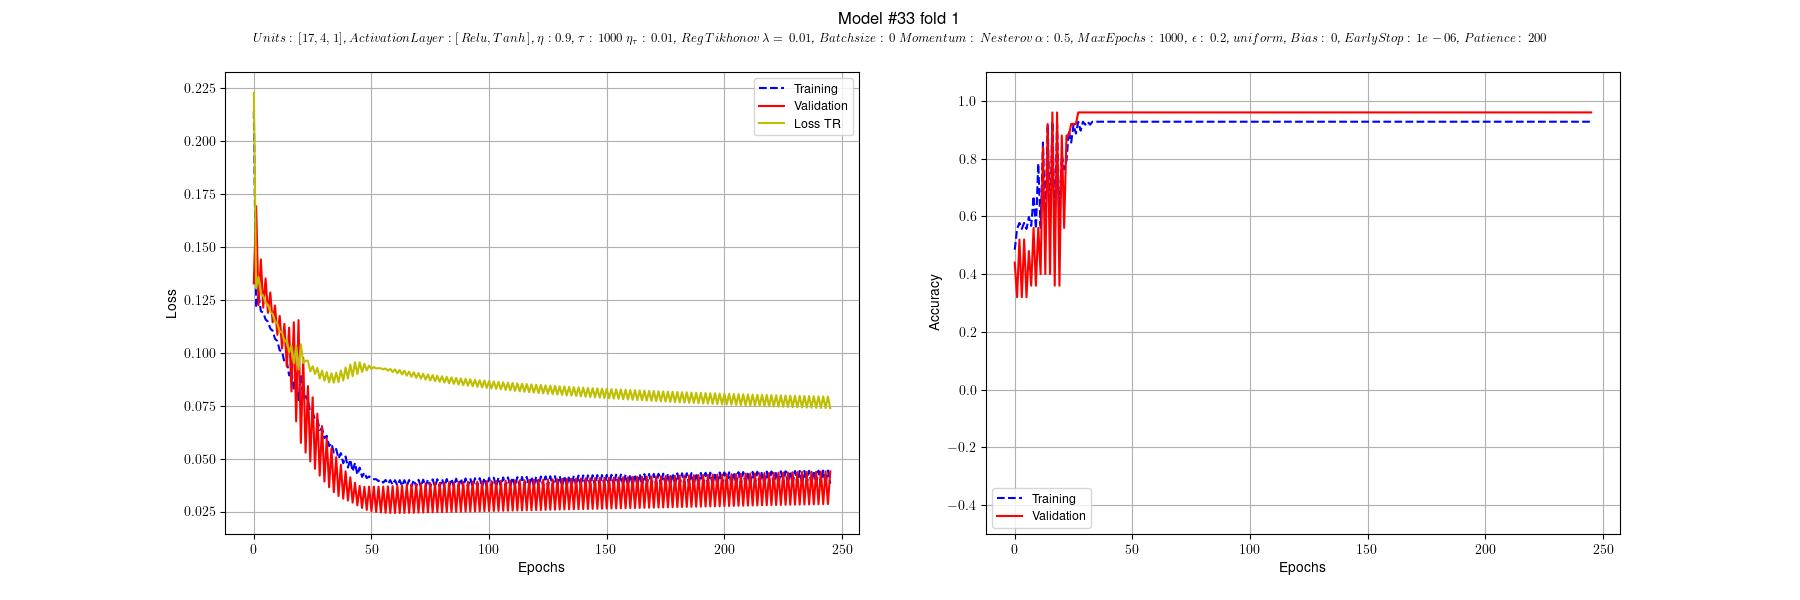 Model #33 fold 1
Units : [17, 4, 1], ActivationLayer : [ Relu, Tanh], η : 0.9, τ : 1000 η_τ : 0.01, RegTikhonov λ = 0.01, Batchsize : 0 Momentum : Nesterov α : 0.5, MaxEpochs : 1000, ϵ : 0.2, uniform, Bias : 0, EarlyStop : 1e − 06, Patience : 200
0.225
0.200
0.175
0.150
0.125
0.100
0.075
0.050
0.025
Loss
0 50 100 150 200 250
Epochs
Training
Validation
Loss TR
1.0
0.8
0.6
0.4
0.2
0.0
−0.2
−0.4
Accuracy
0 50 100 150 200 250
Epochs
Training
Validation